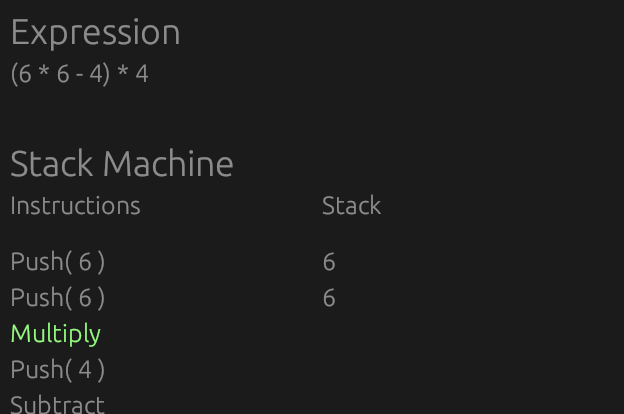 Expression
(6 * 6 - 4) * 4
Stack Machine
Instructions Stack
Push( 6 ) 6
Push( 6 ) 6
Multiply
Push( 4 )
Subtract